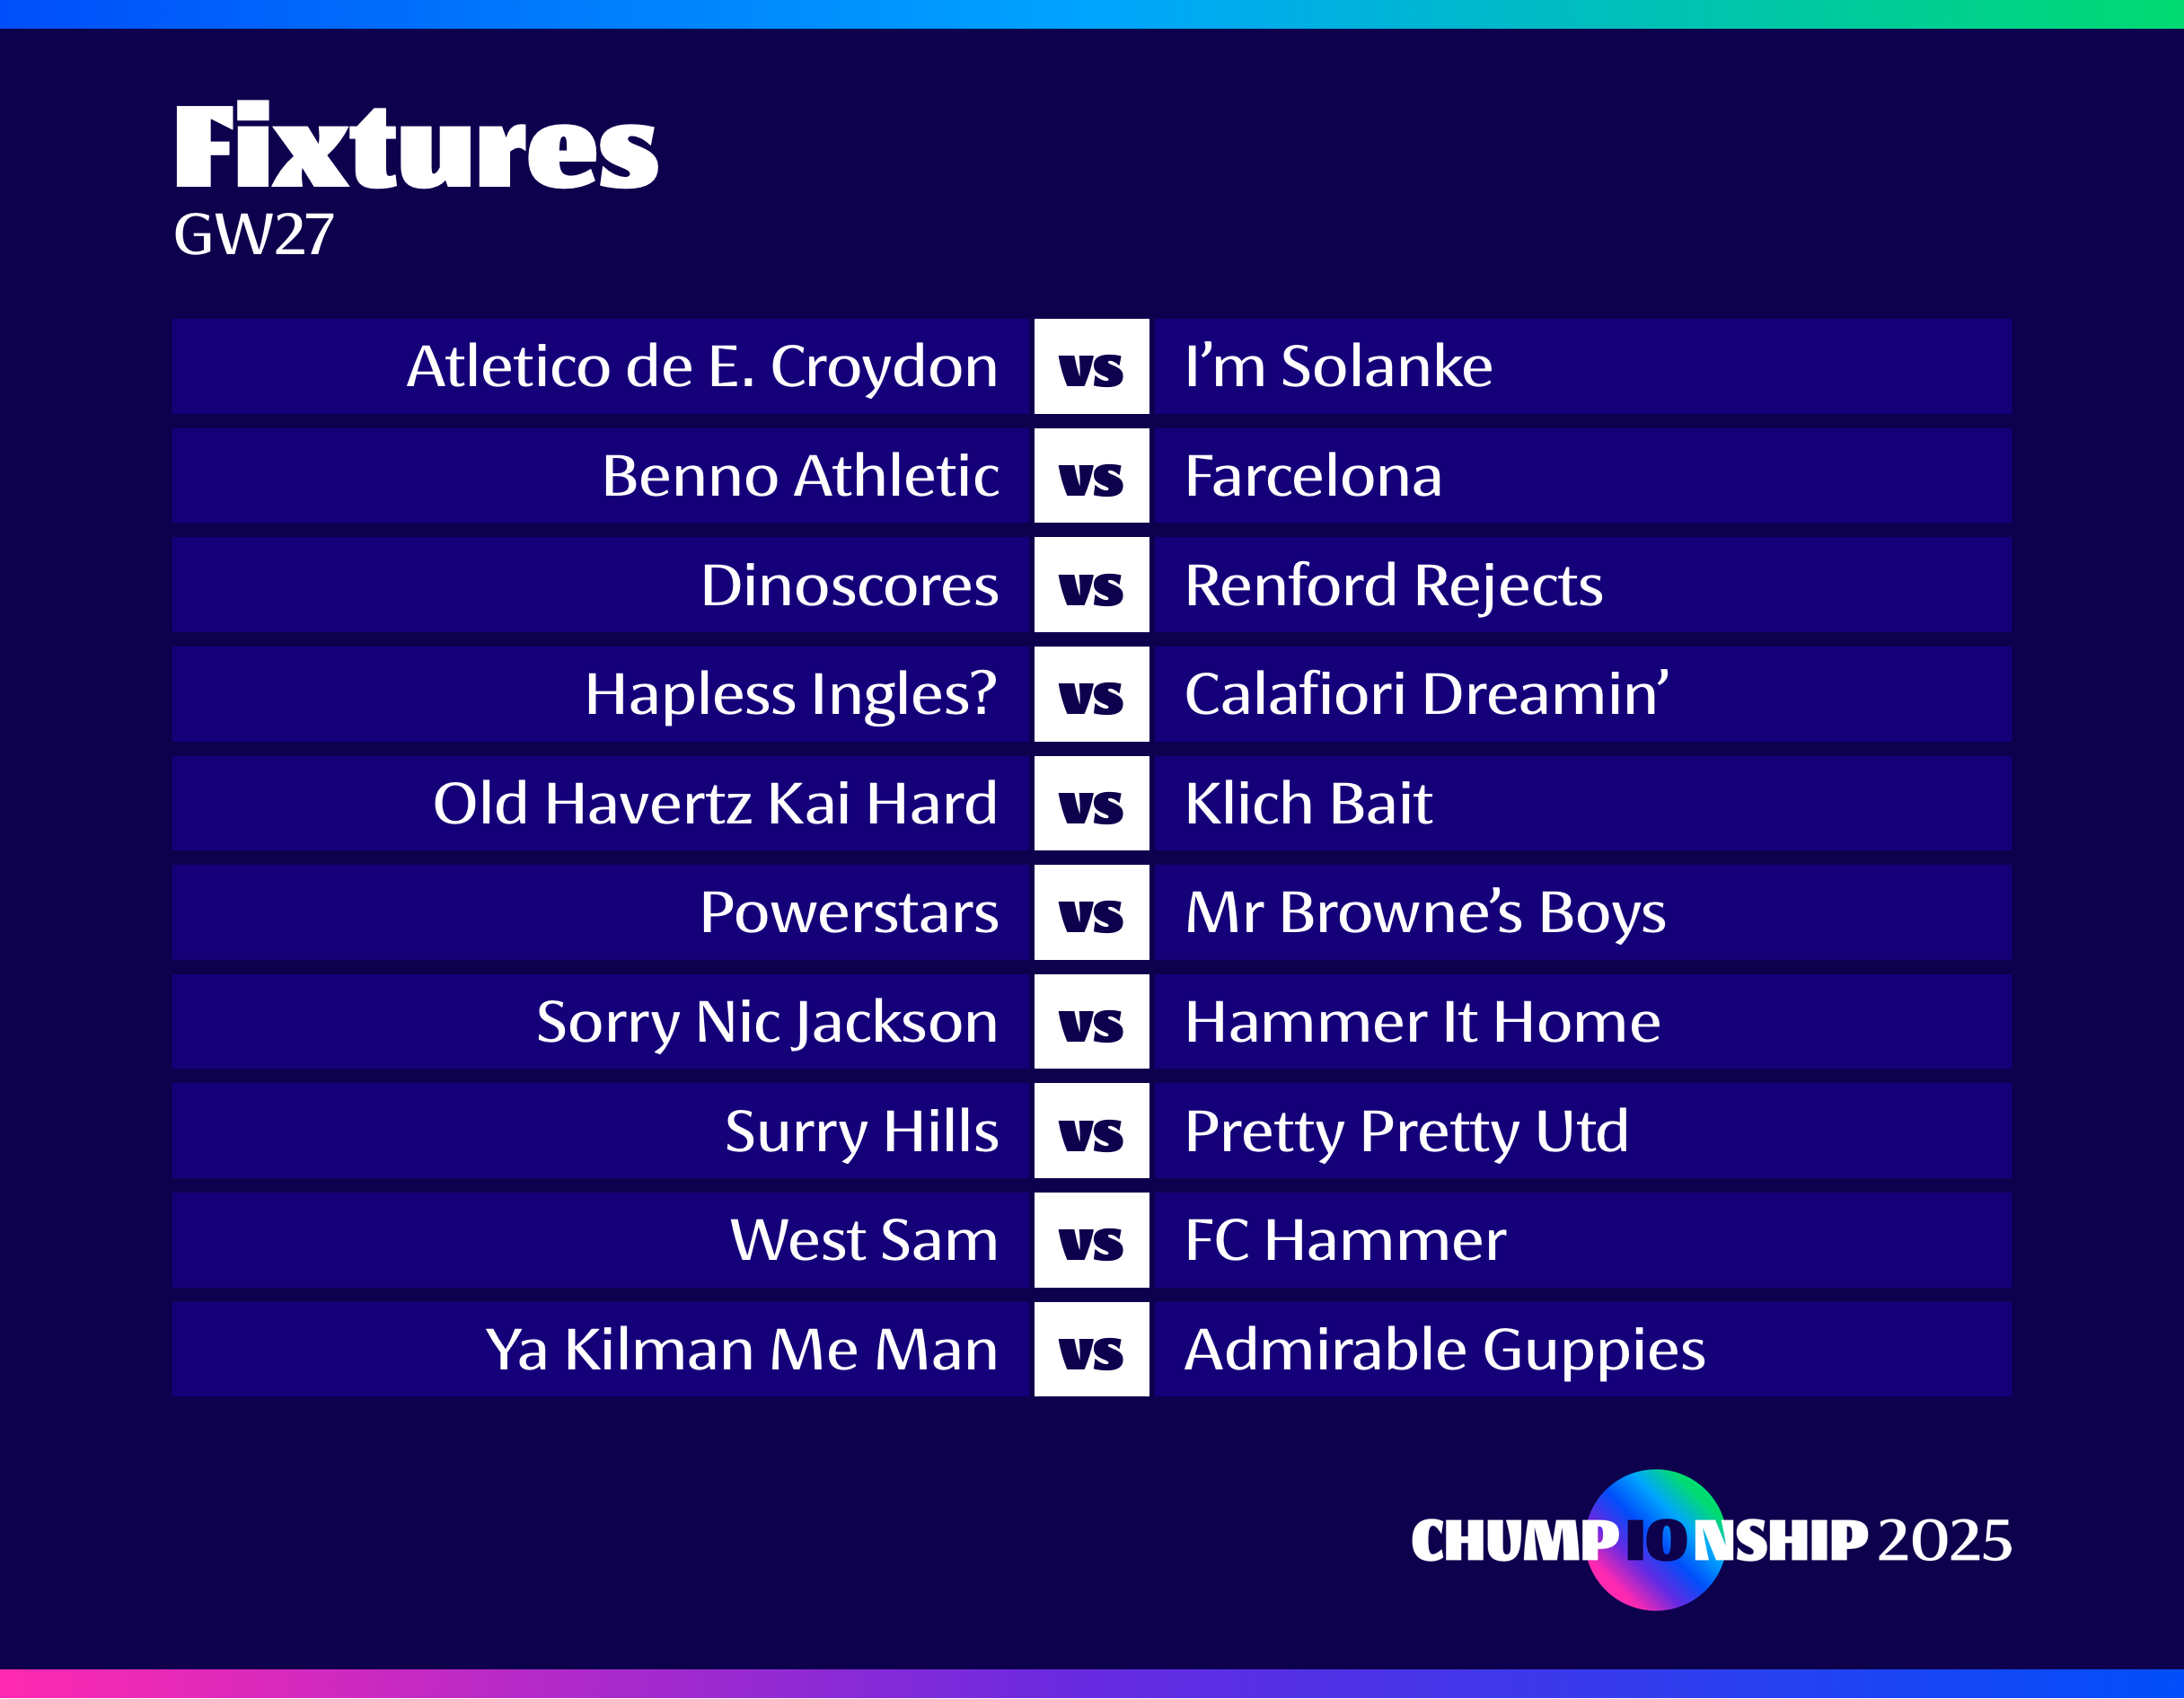 Fixtures
GW27
Atletico de E. Croydon vs I’m Solanke
Benno Athletic vs Farcelona
Dinoscores vs Renford Rejects
Hapless Ingles? vs Calafiori Dreamin’
Old Havertz Kai Hard vs Klich Bait
Powerstars vs Mr Browne’s Boys
Sorry Nic Jackson vs Hammer It Home
Surry Hills vs Pretty Pretty Utd
West Sam vs FC Hammer
Ya Kilman Me Man vs Admirable Guppies
CHUMPIONSHIP 2025